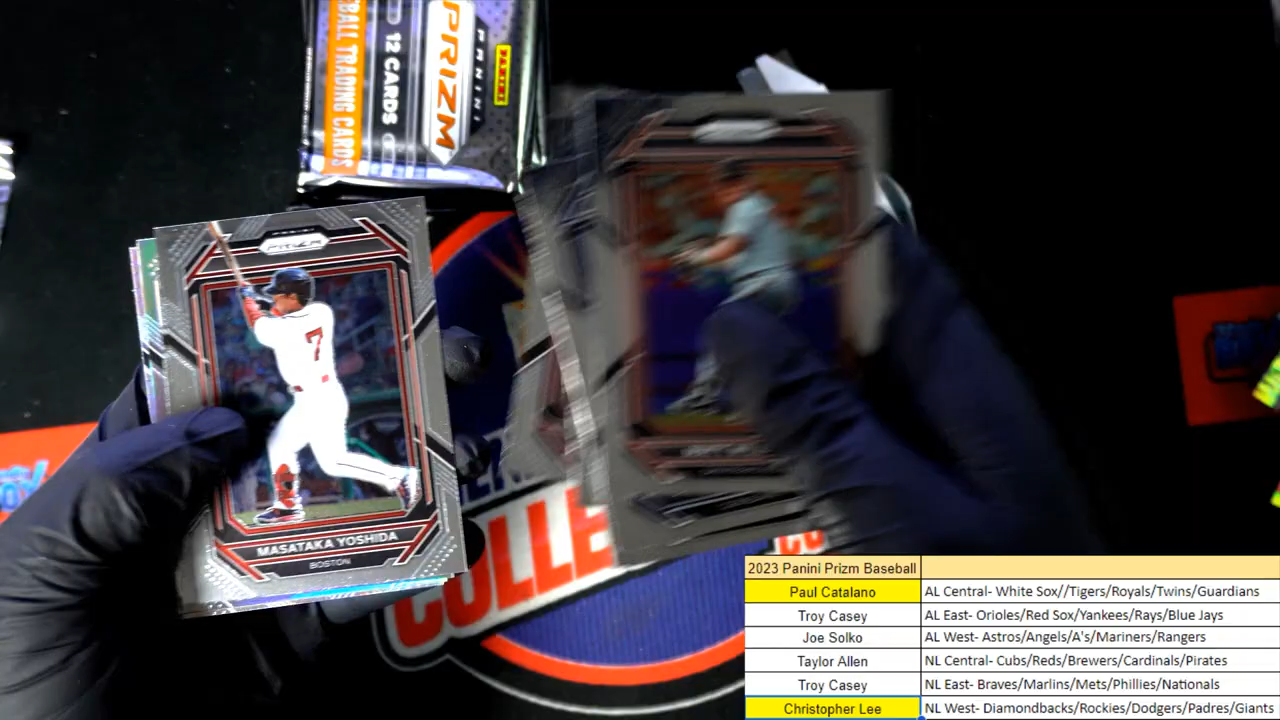 PANINI
PRIZM
12 CARDS
BALL TRADING CARDS
PANINI
PRIZM
7
MASATAKA YOSHIDA
BOSTON
COLLE
2023 Panini Prizm Baseball
Paul Catalano AL Central- White Sox//Tigers/Royals/Twins/Guardians
Troy Casey AL East- Orioles/Red Sox/Yankees/Rays/Blue Jays
Joe Solko AL West- Astros/Angels/A's/Mariners/Rangers
Taylor Allen NL Central- Cubs/Reds/Brewers/Cardinals/Pirates
Troy Casey NL East- Braves/Marlins/Mets/Phillies/Nationals
Christopher Lee NL West- Diamondbacks/Rockies/Dodgers/Padres/Giants